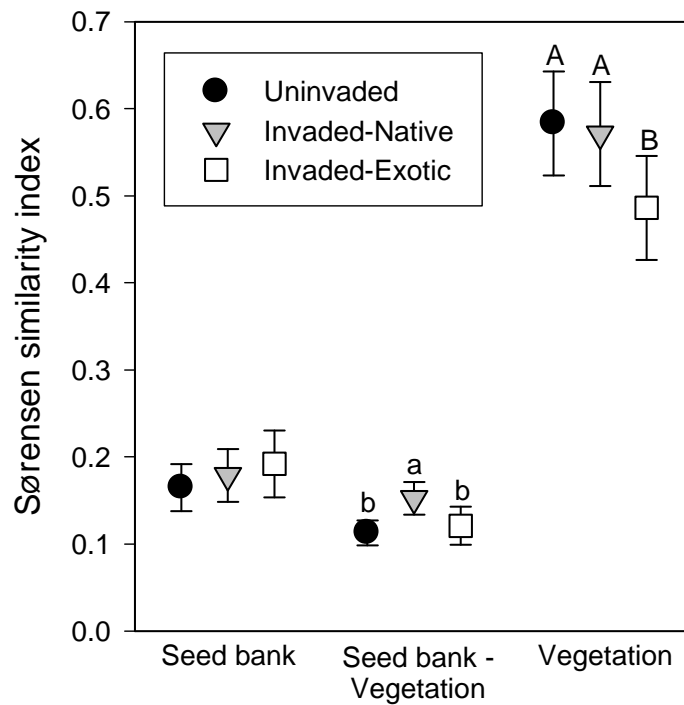 Sørensen similarity index
0.7
0.6
0.5
0.4
0.3
0.2
0.1
0.0
Uninvaded
Invaded-Native
Invaded-Exotic
A
A
B
b
a
b
Seed bank
Seed bank -
Vegetation
Vegetation